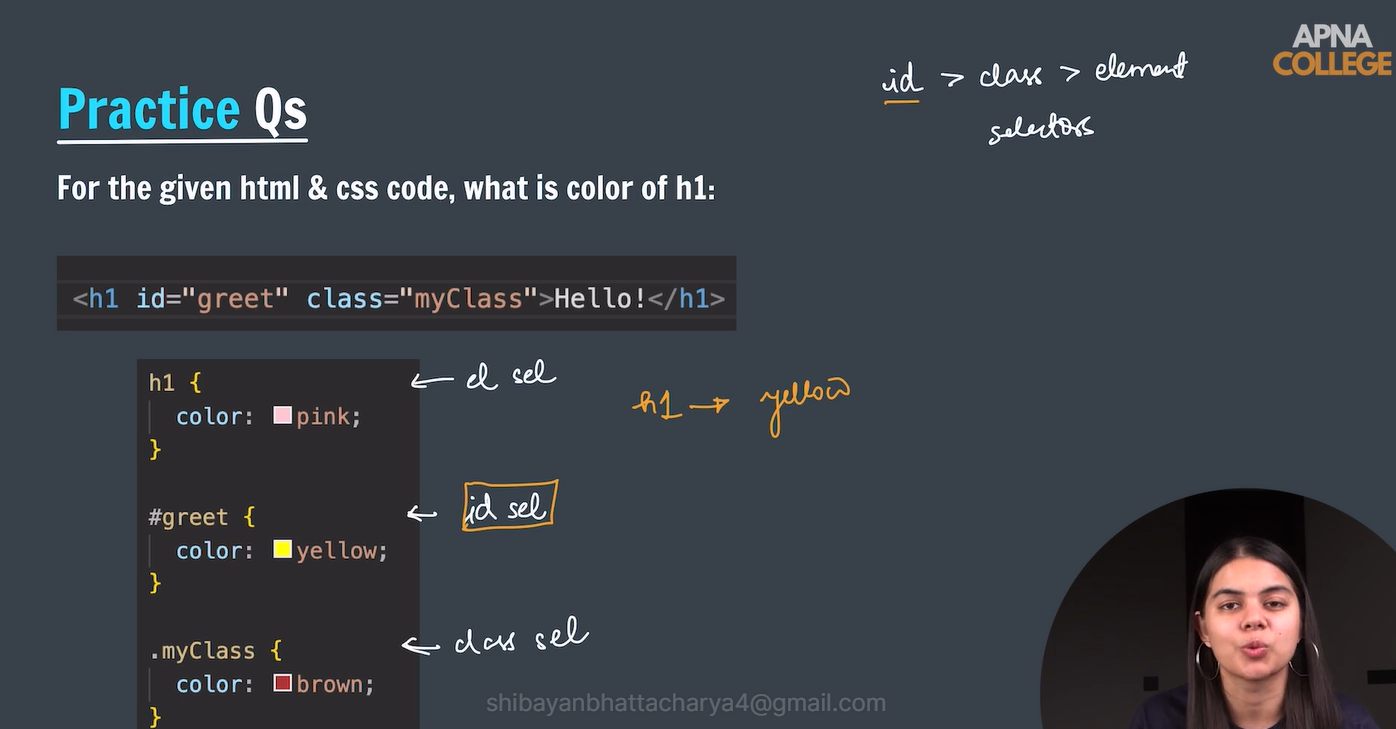 APNA
COLLEGE
id > class > element
selectors
Practice Qs
For the given html & css code, what is color of h1:
<h1 id="greet" class="myClass">Hello!</h1>
h1 {
color: pink;
}
← el sel
h1 → yellow
#greet {
color: yellow;
}
← id sel
.myClass {
color: brown;
}
← class sel
shibayanbhattacharya4@gmail.com